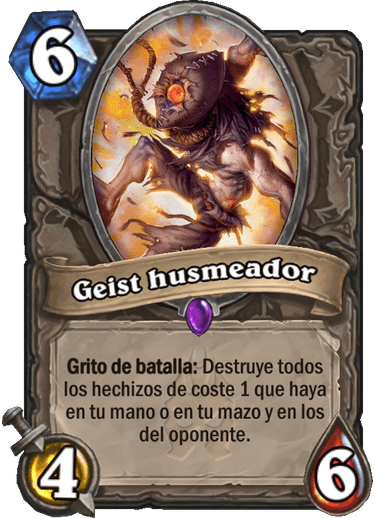 6
Geist husmeador
Grito de batalla: Destruye todos
los hechizos de coste 1 que haya
en tu mano o en tu mazo y en los
del oponente.
4
6